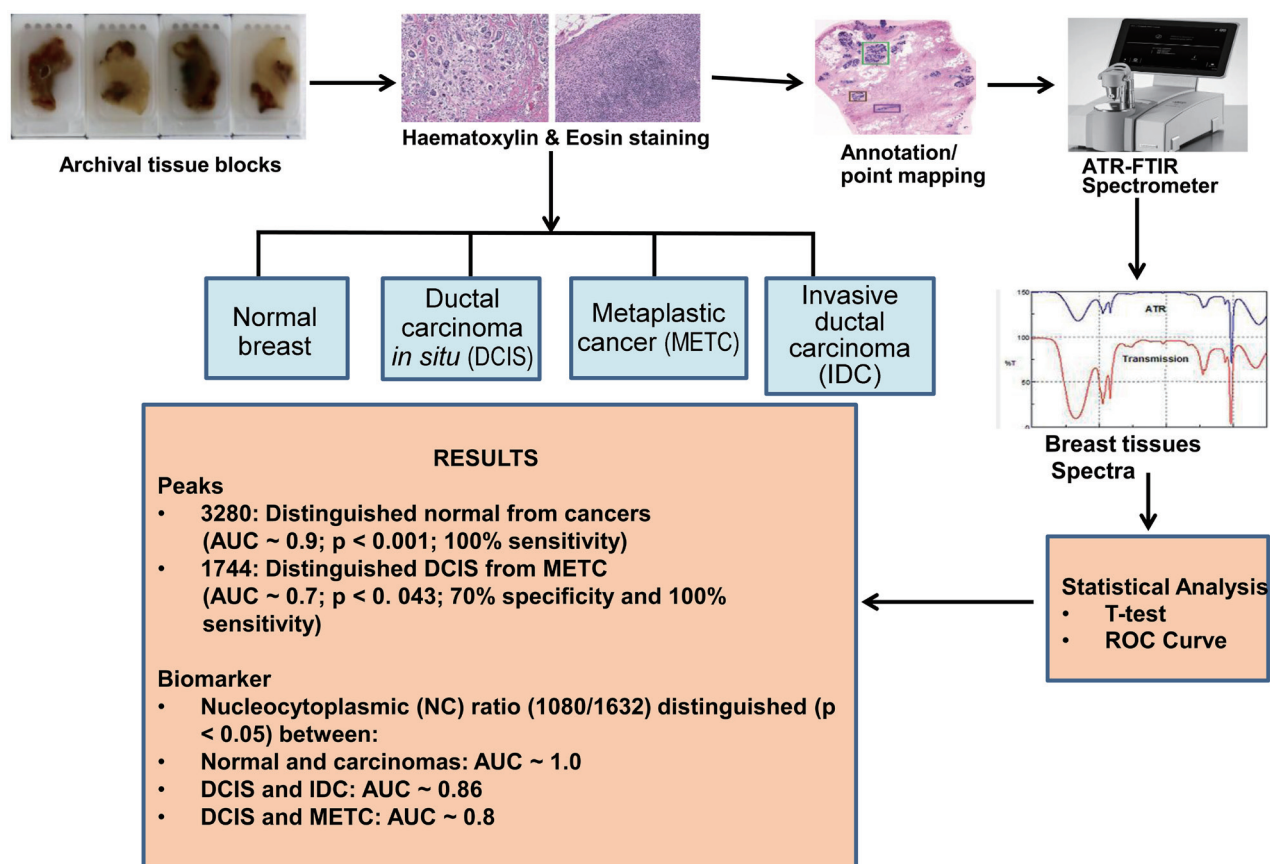 Archival tissue blocks
Haematoxylin & Eosin staining
Annotation/
point mapping
ATR-FTIR
Spectrometer
Normal
breast
Ductal
carcinoma
in situ (DCIS)
Metaplastic
cancer (METC)
Invasive
ductal
carcinoma
(IDC)
150
ATR
100
Transmission
%T
50
0
Breast tissues
Spectra
Statistical Analysis
• T-test
• ROC Curve
RESULTS
Peaks
• 3280: Distinguished normal from cancers
(AUC ~ 0.9; p < 0.001; 100% sensitivity)
• 1744: Distinguished DCIS from METC
(AUC ~ 0.7; p < 0. 043; 70% specificity and 100%
sensitivity)
Biomarker
• Nucleocytoplasmic (NC) ratio (1080/1632) distinguished (p
< 0.05) between:
• Normal and carcinomas: AUC ~ 1.0
• DCIS and IDC: AUC ~ 0.86
• DCIS and METC: AUC ~ 0.8